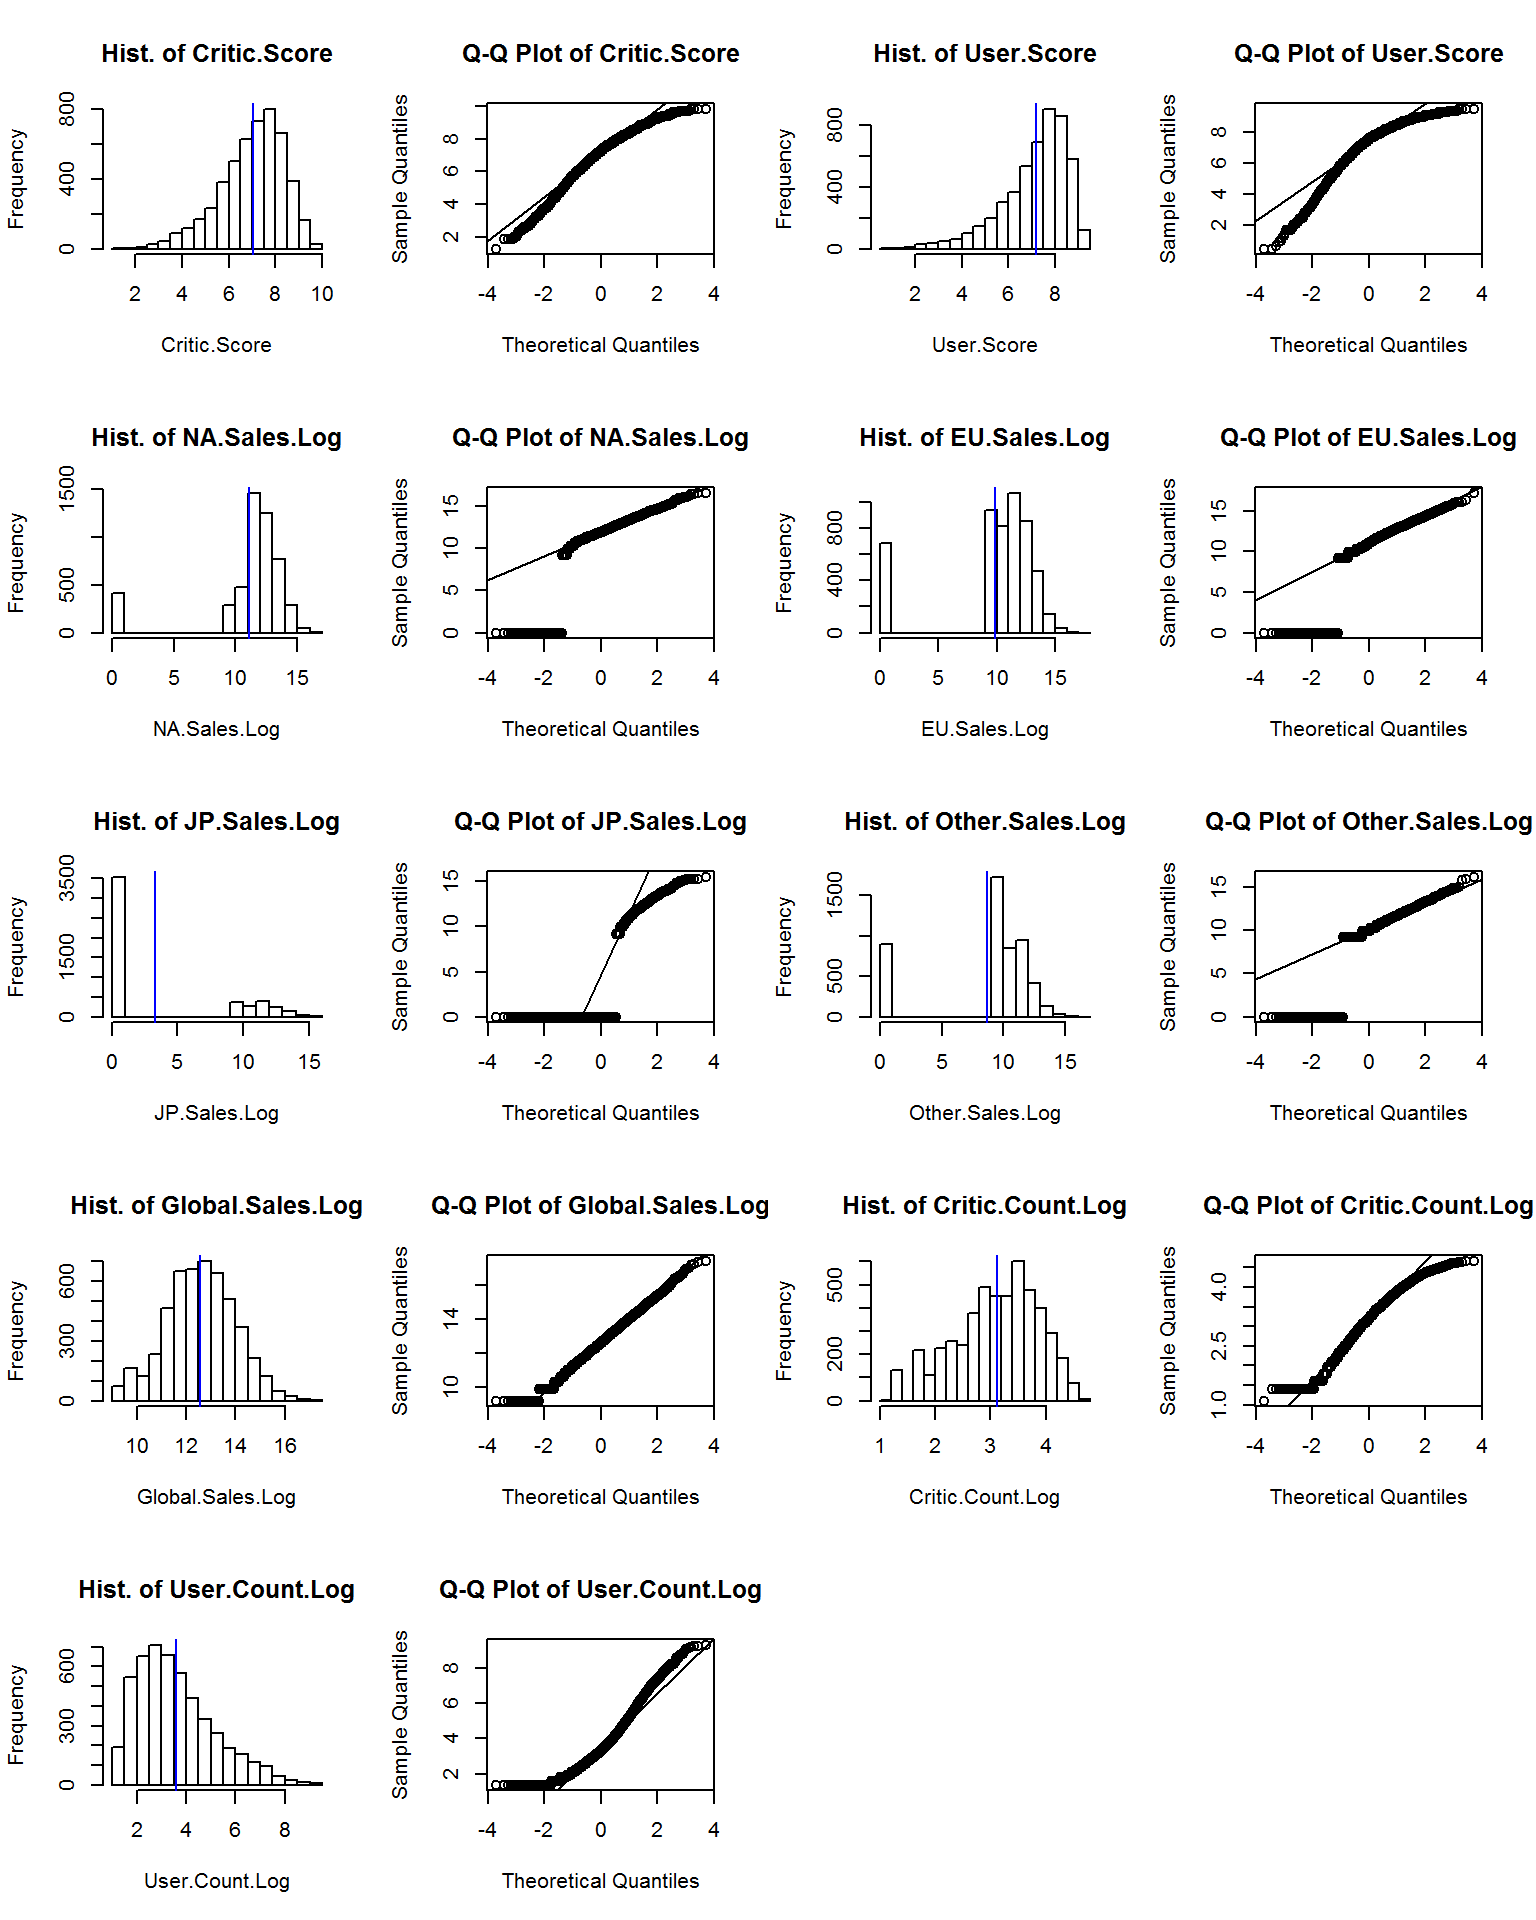 Hist. of Critic.Score
Frequency
0 400 800
2 4 6 8 10
Critic.Score
Q-Q Plot of Critic.Score
Sample Quantiles
2 4 6 8
-4 -2 0 2 4
Theoretical Quantiles
Hist. of User.Score
Frequency
0 400 800
2 4 6 8
User.Score
Q-Q Plot of User.Score
Sample Quantiles
2 4 6 8
-4 -2 0 2 4
Theoretical Quantiles
Hist. of NA.Sales.Log
Frequency
0 500 1500
0 5 10 15
NA.Sales.Log
Q-Q Plot of NA.Sales.Log
Sample Quantiles
0 5 10 15
-4 -2 0 2 4
Theoretical Quantiles
Hist. of EU.Sales.Log
Frequency
0 400 800
0 5 10 15
EU.Sales.Log
Q-Q Plot of EU.Sales.Log
Sample Quantiles
0 5 10 15
-4 -2 0 2 4
Theoretical Quantiles
Hist. of JP.Sales.Log
Frequency
0 1500 3500
0 5 10 15
JP.Sales.Log
Q-Q Plot of JP.Sales.Log
Sample Quantiles
0 5 10 15
-4 -2 0 2 4
Theoretical Quantiles
Hist. of Other.Sales.Log
Frequency
0 500 1500
0 5 10 15
Other.Sales.Log
Q-Q Plot of Other.Sales.Log
Sample Quantiles
0 5 10 15
-4 -2 0 2 4
Theoretical Quantiles
Hist. of Global.Sales.Log
Frequency
0 300 600
10 12 14 16
Global.Sales.Log
Q-Q Plot of Global.Sales.Log
Sample Quantiles
10 14
-4 -2 0 2 4
Theoretical Quantiles
Hist. of Critic.Count.Log
Frequency
0 200 500
1 2 3 4
Critic.Count.Log
Q-Q Plot of Critic.Count.Log
Sample Quantiles
1.0 2.5 4.0
-4 -2 0 2 4
Theoretical Quantiles
Hist. of User.Count.Log
Frequency
0 300 600
2 4 6 8
User.Count.Log
Q-Q Plot of User.Count.Log
Sample Quantiles
2 4 6 8
-4 -2 0 2 4
Theoretical Quantiles